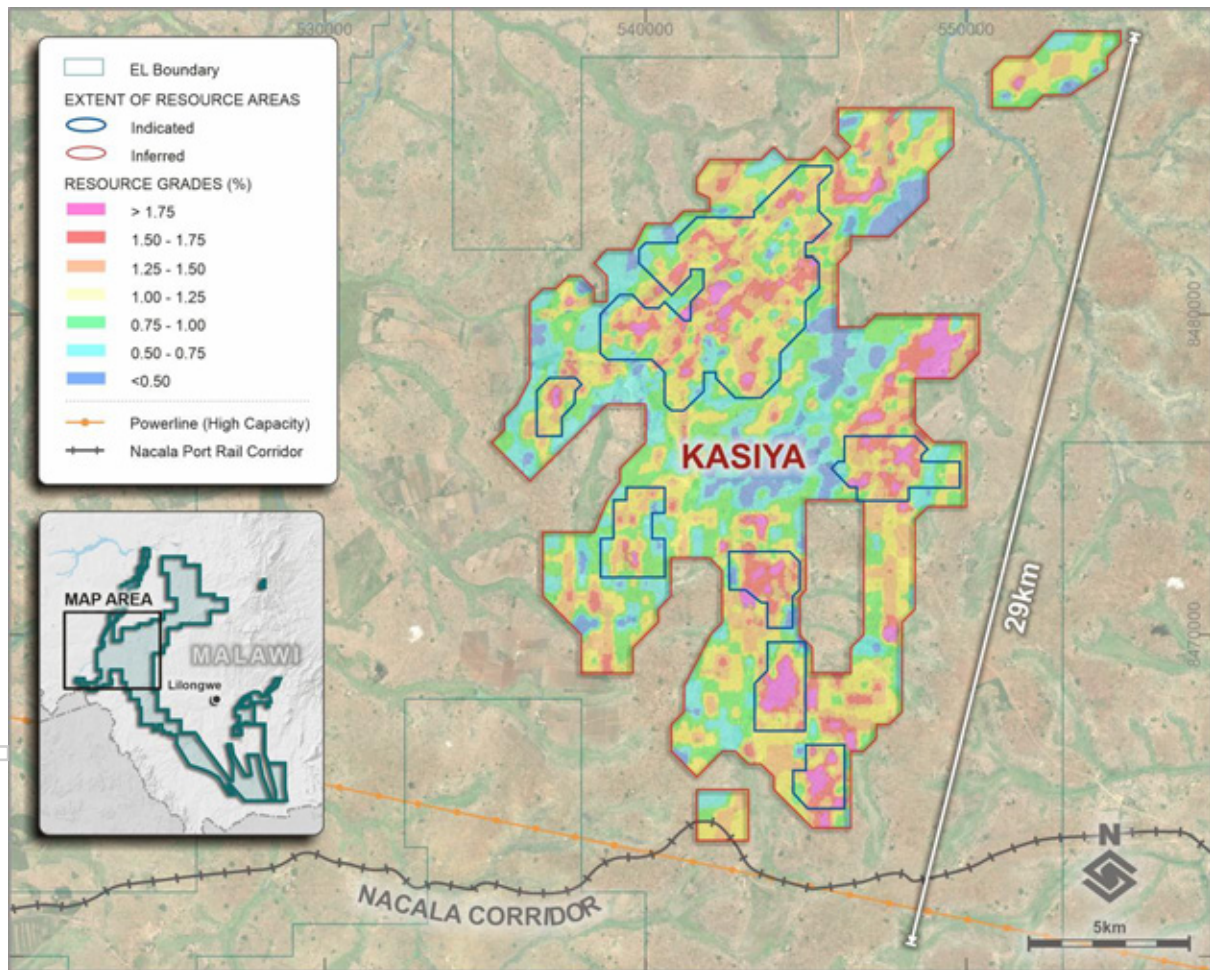 530000
540000
550000
EL Boundary
EXTENT OF RESOURCE AREAS
Indicated
Inferred
RESOURCE GRADES (%)
> 1.75
1.50 - 1.75
1.25 - 1.50
1.00 - 1.25
0.75 - 1.00
0.50 - 0.75
<0.50
Powerline (High Capacity)
Nacala Port Rail Corridor
8480000
KASIYA
29km
8470000
MAP AREA
MALAWI
Lilongwe
NACALA CORRIDOR
N
5km